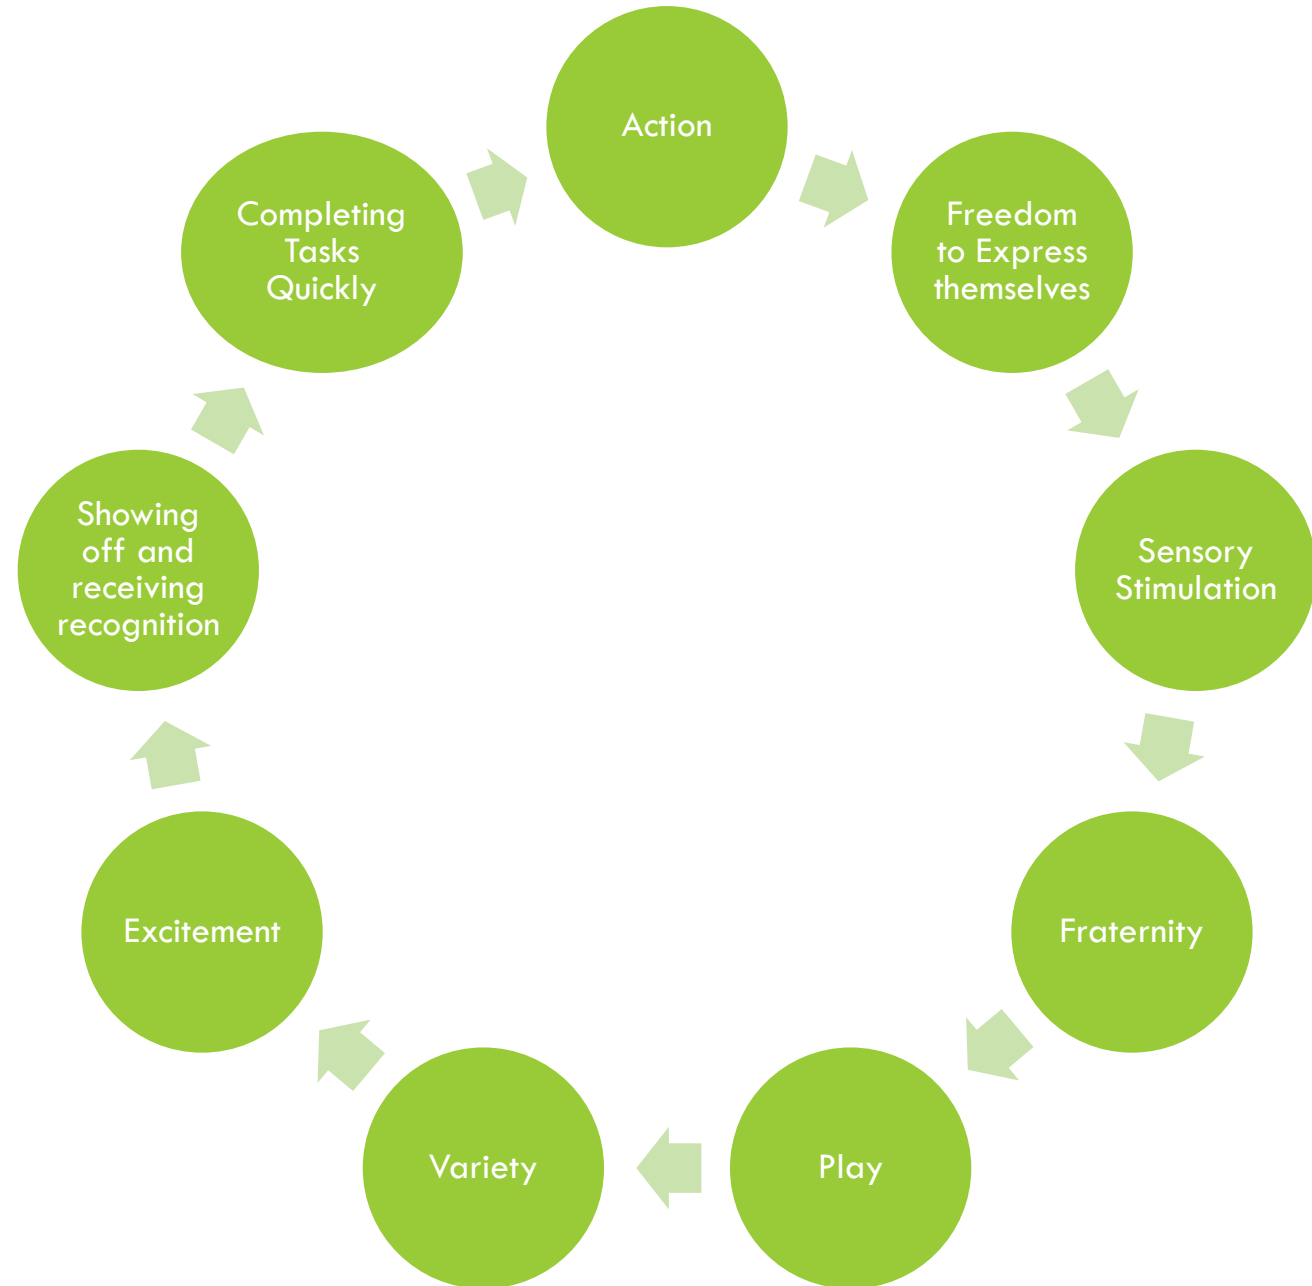 Action
Freedom
to Express
themselves
Sensory
Stimulation
Fraternity
Play
Variety
Excitement
Showing
off and
receiving
recognition
Completing
Tasks
Quickly